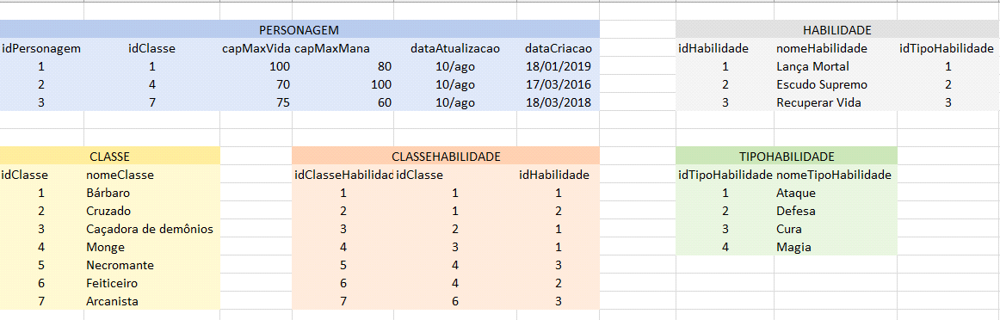 PERSONAGEM
idPersonagem idClasse capMaxVida capMaxMana dataAtualizacao dataCriacao
1 1 100 80 10/ago 18/01/2019
2 4 70 100 10/ago 17/03/2016
3 7 75 60 10/ago 18/03/2018
HABILIDADE
idHabilidade nomeHabilidade idTipoHabilidade
1 Lança Mortal 1
2 Escudo Supremo 2
3 Recuperar Vida 3
CLASSE
idClasse nomeClasse
1 Bárbaro
2 Cruzado
3 Caçadora de demônios
4 Monge
5 Necromante
6 Feiticeiro
7 Arcanista
CLASSEHABILIDADE
idClasseHabilidad idClasse idHabilidade
1 1 1
2 1 2
3 2 1
4 3 1
5 4 3
6 4 2
7 6 3
TIPOHABILIDADE
idTipoHabilidade nomeTipoHabilidade
1 Ataque
2 Defesa
3 Cura
4 Magia